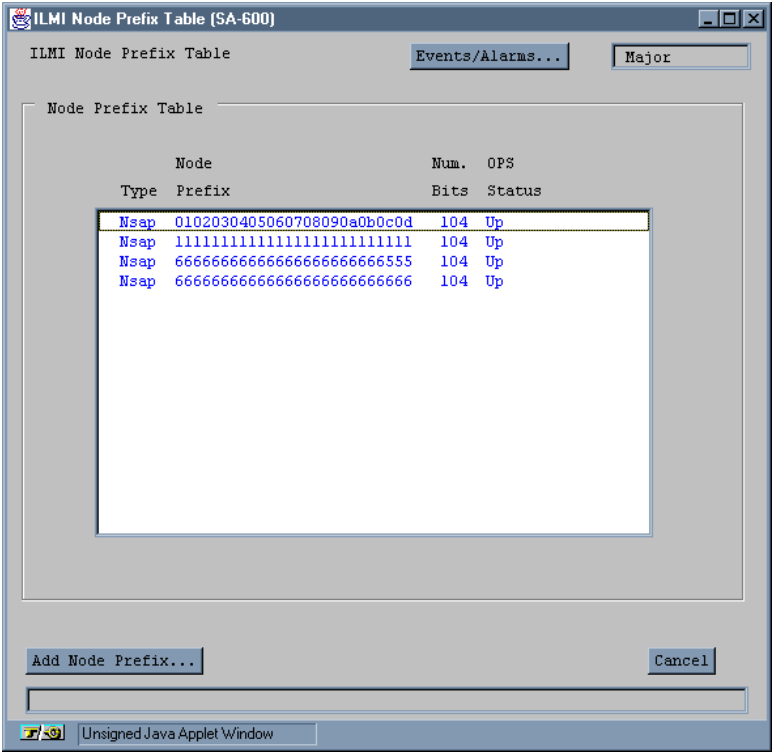 ILMI Node Prefix Table (SA-600)
ILMI Node Prefix Table Events/Alarms... Major
Node Prefix Table
Node Num. OPS
Type Prefix Bits Status
Nsap 0102030405060708090a0b0c0d 104 Up
Nsap 11111111111111111111111111 104 Up
Nsap 66666666666666666666666555 104 Up
Nsap 66666666666666666666666666 104 Up
Add Node Prefix... Cancel
Unsigned Java Applet Window